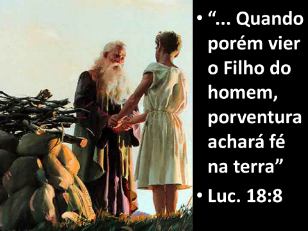 • “... Quando
porém vier
o Filho do
homem,
porventura
achará fé
na terra”
• Luc. 18:8